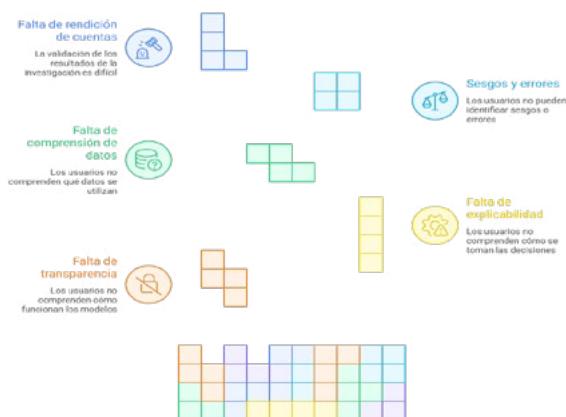 Falta de rendición
de cuentas
La validación de los
resultados de la
investigación es difícil
Sesgos y errores
Los usuarios no pueden
identificar sesgos o
errores
Falta de
comprensión de
datos
Los usuarios no
comprenden qué datos se
utilizan
Falta de
explicabilidad
Los usuarios no
comprenden cómo se
toman las decisiones
Falta de
transparencia
Los usuarios no
comprenden cómo
funcionan los modelos